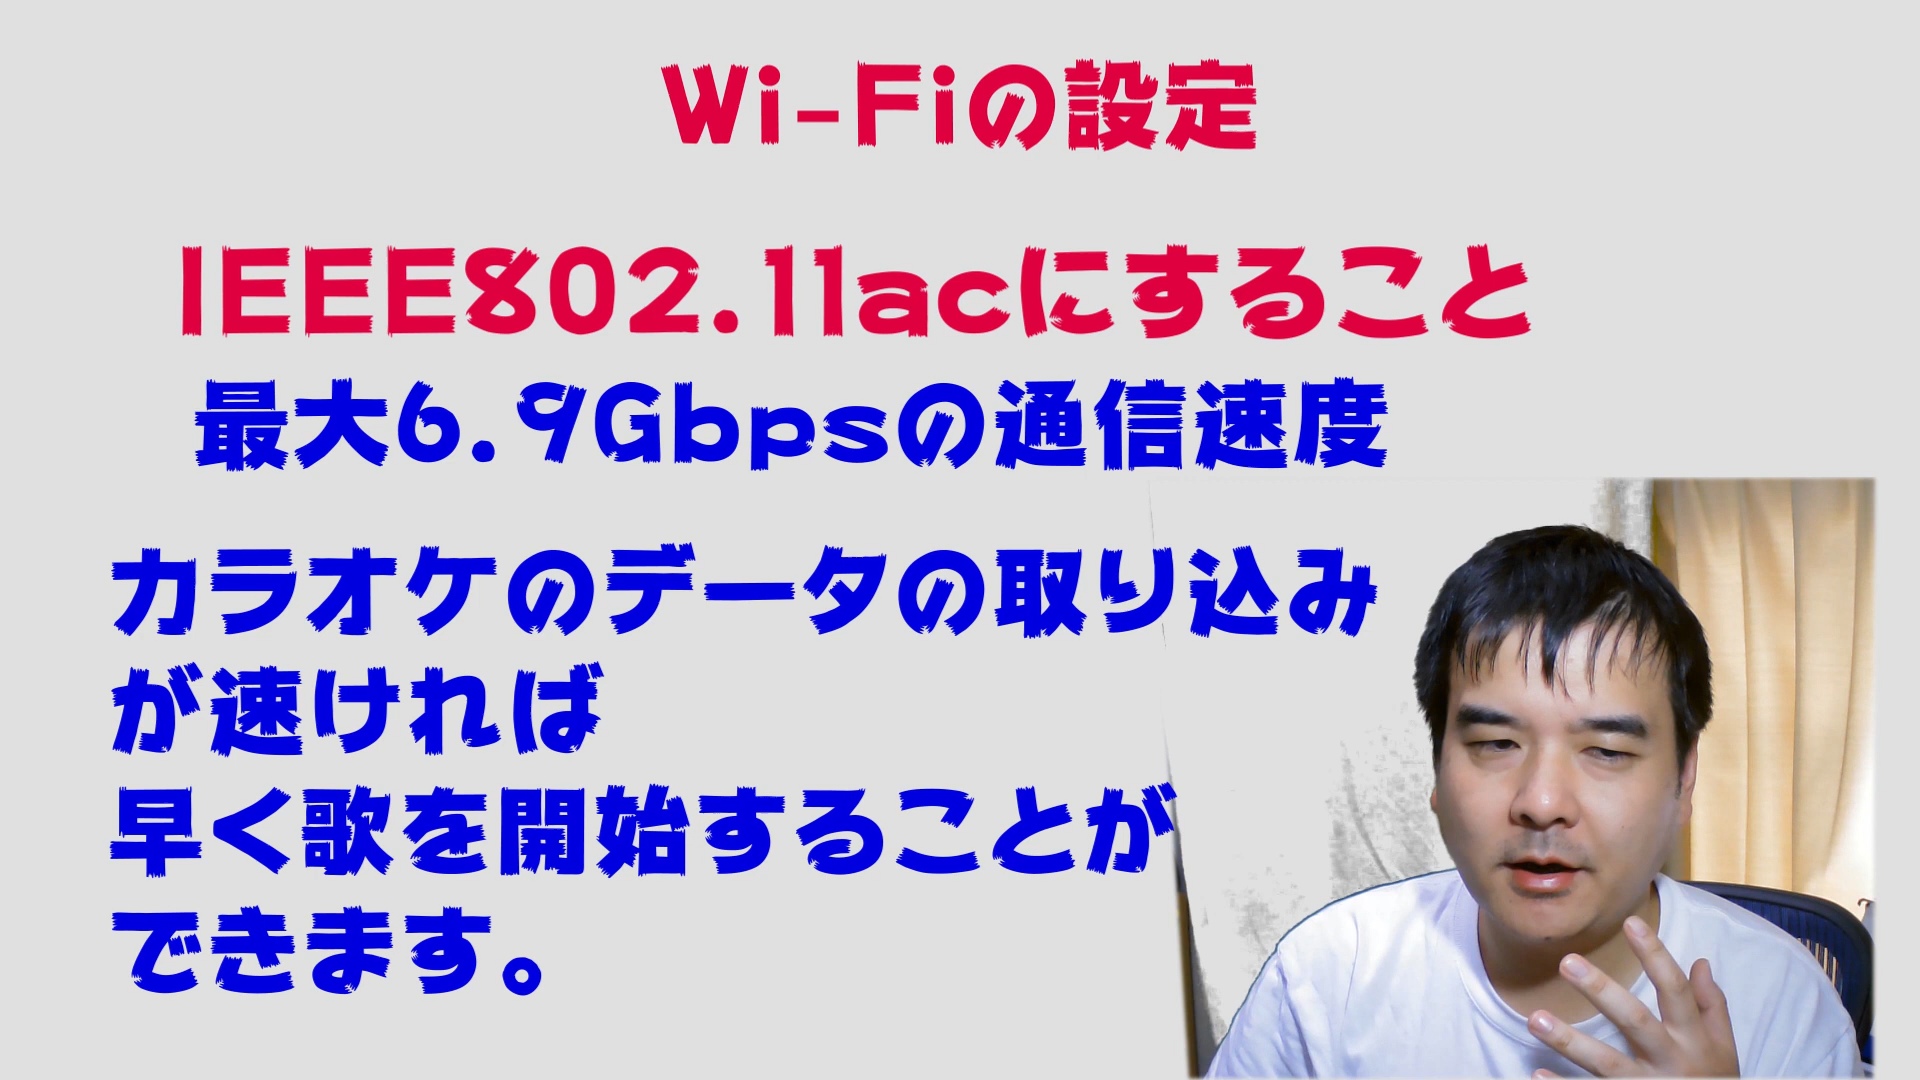 Wi-Fiの設定
IEEE802.11acにすること
最大6.9Gbpsの通信速度
カラオケのデータの取り込み
が速ければ
早く歌を開始することが
できます。